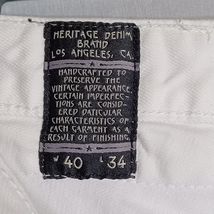 HERITAGE DENIM
BRAND
LOS ANGELES, CA.
HANDCRAFTED TO
PRESERVE THE
VINTAGE APPEARANCE.
CERTAIN IMPERFEC-
TIONS ARE CONSID-
ERED DATICULAR
CHARACTERISTICS OF
EACH GARMENT AS A
RESULT OF FINISHING.
W 40 L 34